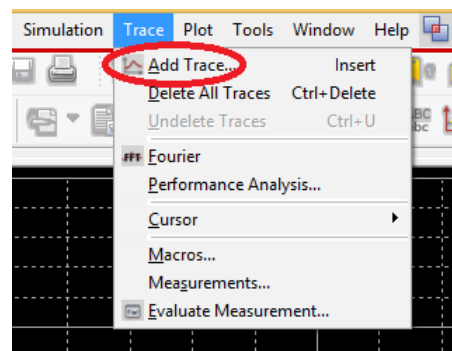 Simulation Trace Plot Tools Window Help
Add Trace... Insert
Delete All Traces Ctrl+Delete
Undelete Traces Ctrl+U
Fourier
Performance Analysis...
Cursor
Macros...
Measurements...
Evaluate Measurement...